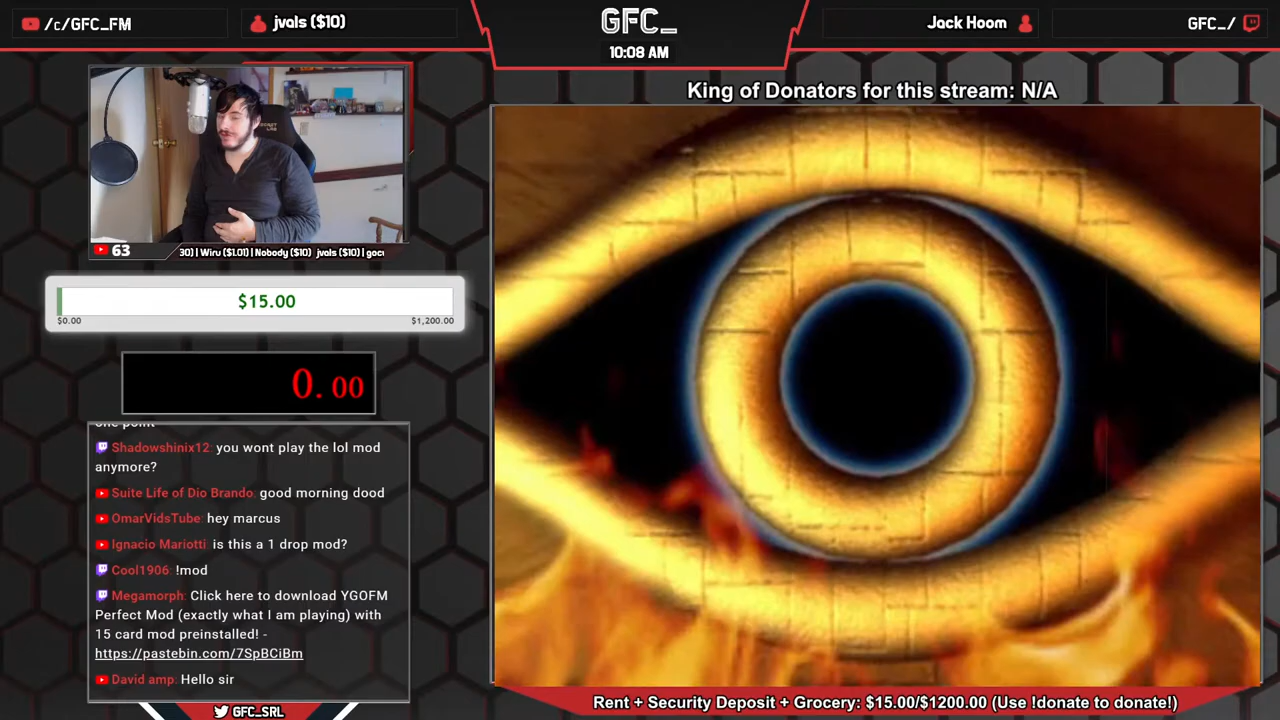 /c/GFC_FM
jvals ($10)
GFC_
10:08 AM
Jack Hoom
GFC_/
King of Donators for this stream: N/A
63
30) | Wiru ($1.01) | Nobody ($10) jvals ($10) |
$15.00
$0.00
$1,200.00
0.00
one point
Shadowshinix12: you wont play the lol mod
anymore?
Suite Life of Dio Brando: good morning dood
OmarVidsTube: hey marcus
Ignacio Mariotti: is this a 1 drop mod?
Cool1906: !mod
Megamorph: Click here to download YGOFM
Perfect Mod (exactly what I am playing) with
15 card mod preinstalled! -
https://pastebin.com/7SpBCiBm
David amp: Hello sir
GFC_SRL
Rent + Security Deposit + Grocery: $15.00/$1200.00 (Use !donate to donate!)